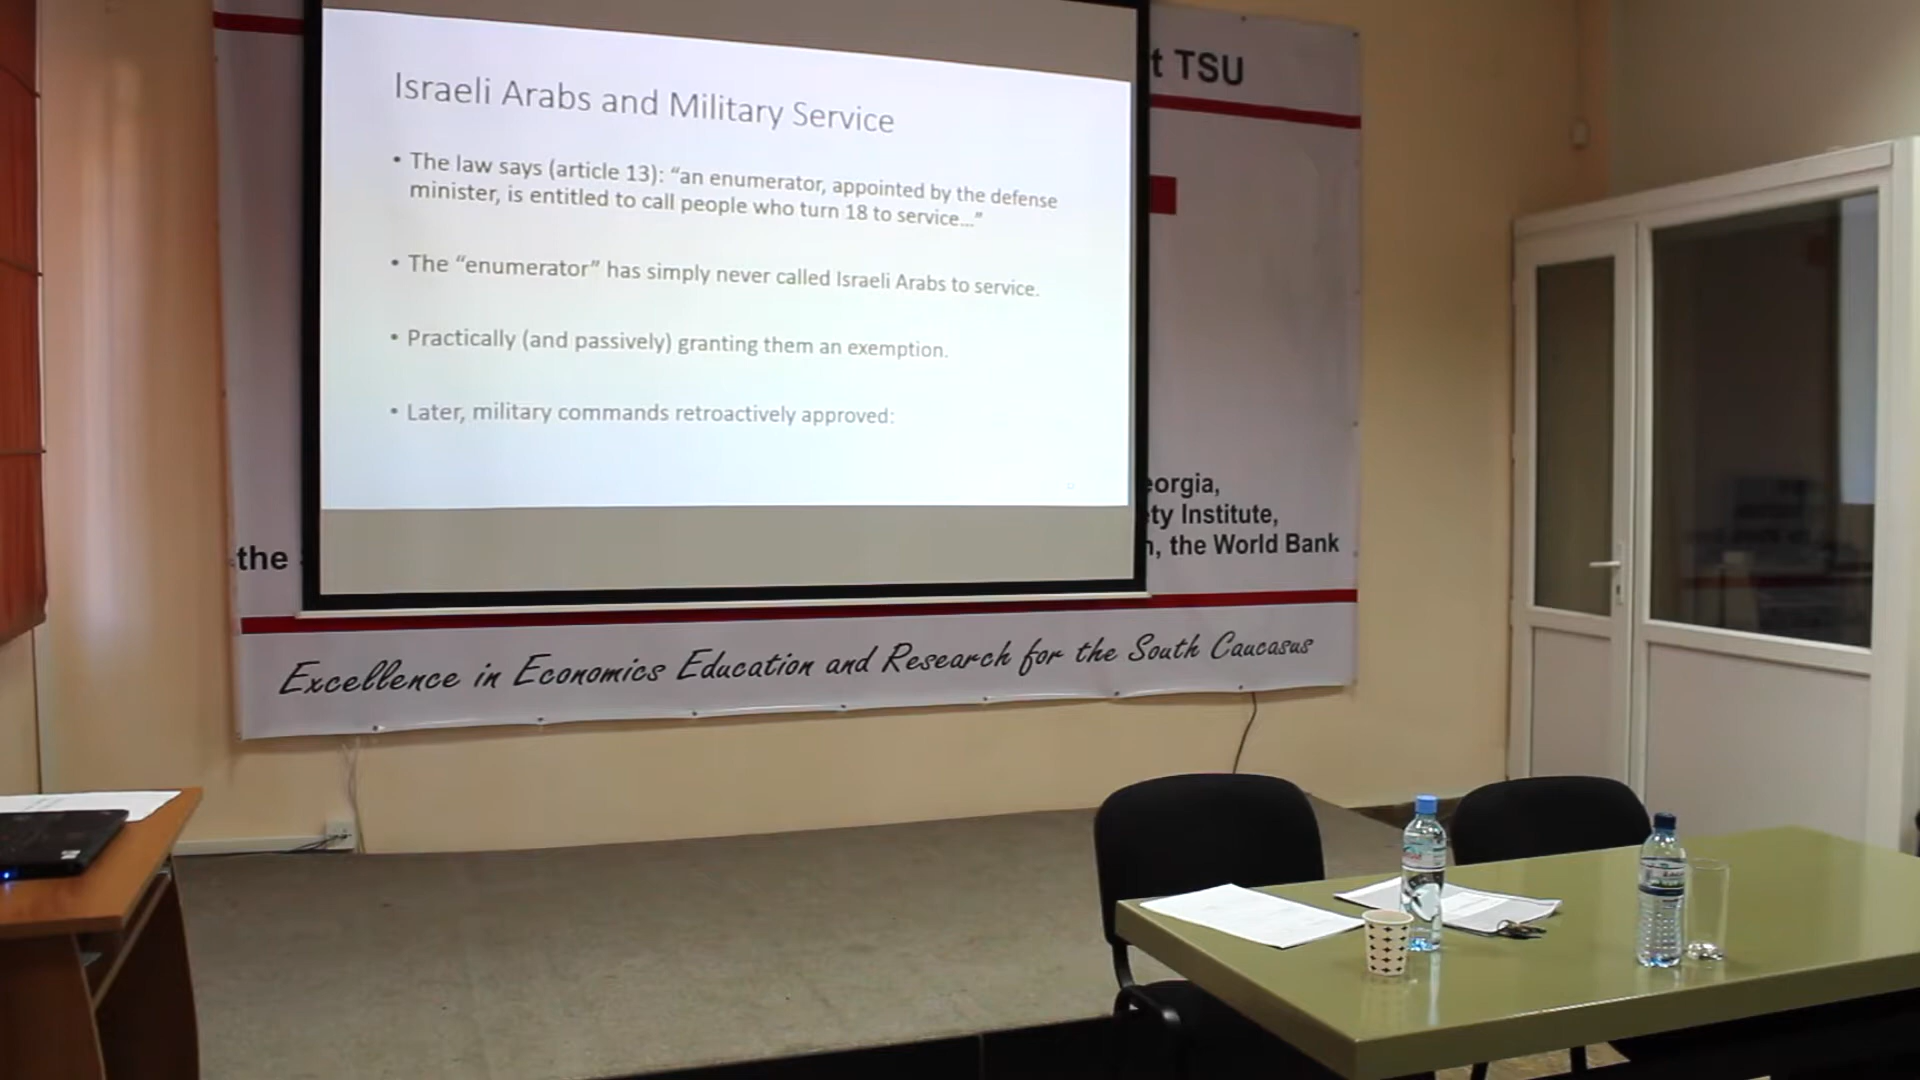 t TSU
Israeli Arabs and Military Service
• The law says (article 13): “an enumerator, appointed by the defense
minister, is entitled to call people who turn 18 to service...”
• The “enumerator” has simply never called Israeli Arabs to service.
• Practically (and passively) granting them an exemption.
• Later, military commands retroactively approved:
eorgia,
ty Institute,
the
, the World Bank
Excellence in Economics Education and Research for the South Caucasus